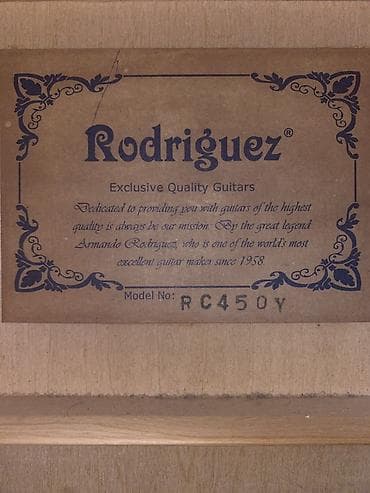 Rodriguez®
Exclusive Quality Guitars
Dedicated to providing you with guitars of the highest
quality is always be our mission. By the great legend
Armando Rodriguez, who is one of the world's most
excellent guitar maker since 1958.
Model No: RC450Y